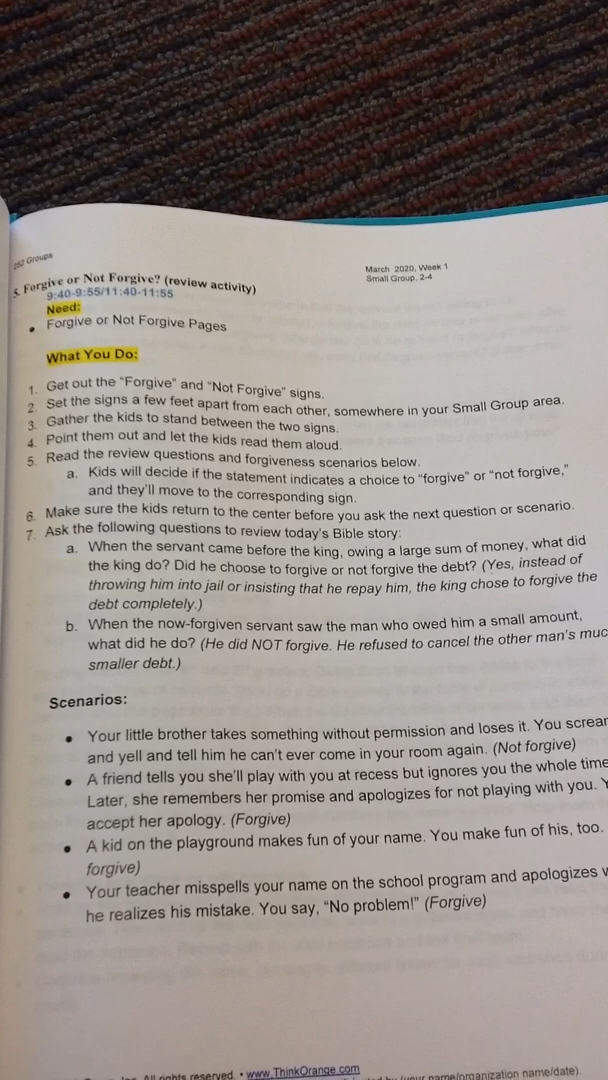 252 Groups
March 2020, Week 1
Small Group, 2-4
5. Forgive or Not Forgive? (review activity)
9:40-9:55/11:40-11:55
Need:
• Forgive or Not Forgive Pages
What You Do:
1. Get out the "Forgive" and "Not Forgive" signs.
2. Set the signs a few feet apart from each other, somewhere in your Small Group area.
3. Gather the kids to stand between the two signs.
4. Point them out and let the kids read them aloud.
5. Read the review questions and forgiveness scenarios below.
a. Kids will decide if the statement indicates a choice to "forgive" or "not forgive,"
and they'll move to the corresponding sign.
6. Make sure the kids return to the center before you ask the next question or scenario.
7. Ask the following questions to review today's Bible story:
a. When the servant came before the king, owing a large sum of money, what did
the king do? Did he choose to forgive or not forgive the debt? (Yes, instead of
throwing him into jail or insisting that he repay him, the king chose to forgive the
debt completely.)
b. When the now-forgiven servant saw the man who owed him a small amount,
what did he do? (He did NOT forgive. He refused to cancel the other man's muc
smaller debt.)
Scenarios:
• Your little brother takes something without permission and loses it. You screa
and yell and tell him he can't ever come in your room again. (Not forgive)
• A friend tells you she'll play with you at recess but ignores you the whole time
Later, she remembers her promise and apologizes for not playing with you. Y
accept her apology. (Forgive)
• A kid on the playground makes fun of your name. You make fun of his, too.
forgive)
• Your teacher misspells your name on the school program and apologizes w
he realizes his mistake. You say, "No problem!" (Forgive)
All rights reserved. • www.ThinkOrange.com
(your name/organization name/date).